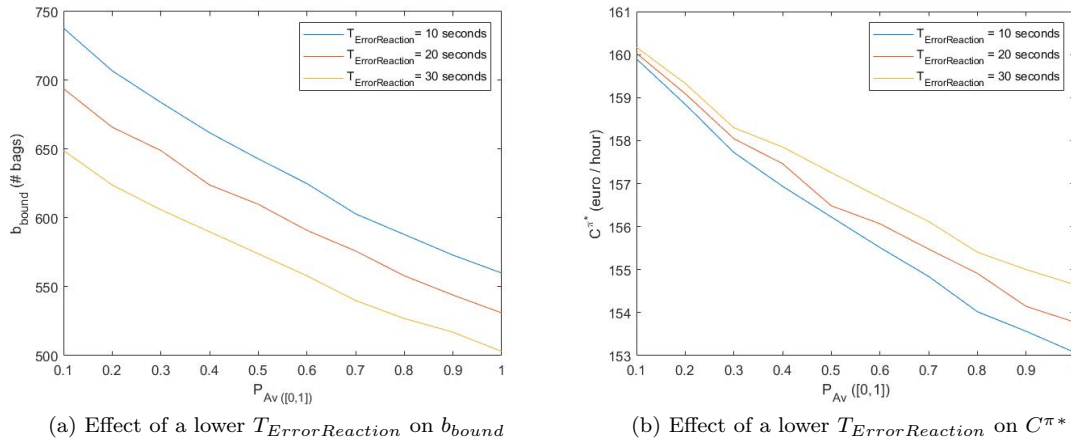 750
700
650
600
550
500
b_bound (# bags)
T_ErrorReaction= 10 seconds
T_ErrorReaction= 20 seconds
T_ErrorReaction= 30 seconds
0.1 0.2 0.3 0.4 0.5 0.6 0.7 0.8 0.9 1
P_Av ([0,1])
(a) Effect of a lower T_ErrorReaction on b_bound
161
160
159
158
157
156
155
154
153
C^π* (euro / hour)
T_ErrorReaction = 10 seconds
T_ErrorReaction = 20 seconds
T_ErrorReaction = 30 seconds
0.1 0.2 0.3 0.4 0.5 0.6 0.7 0.8 0.9 1
P_Av ([0,1])
(b) Effect of a lower T_ErrorReaction on C^π*